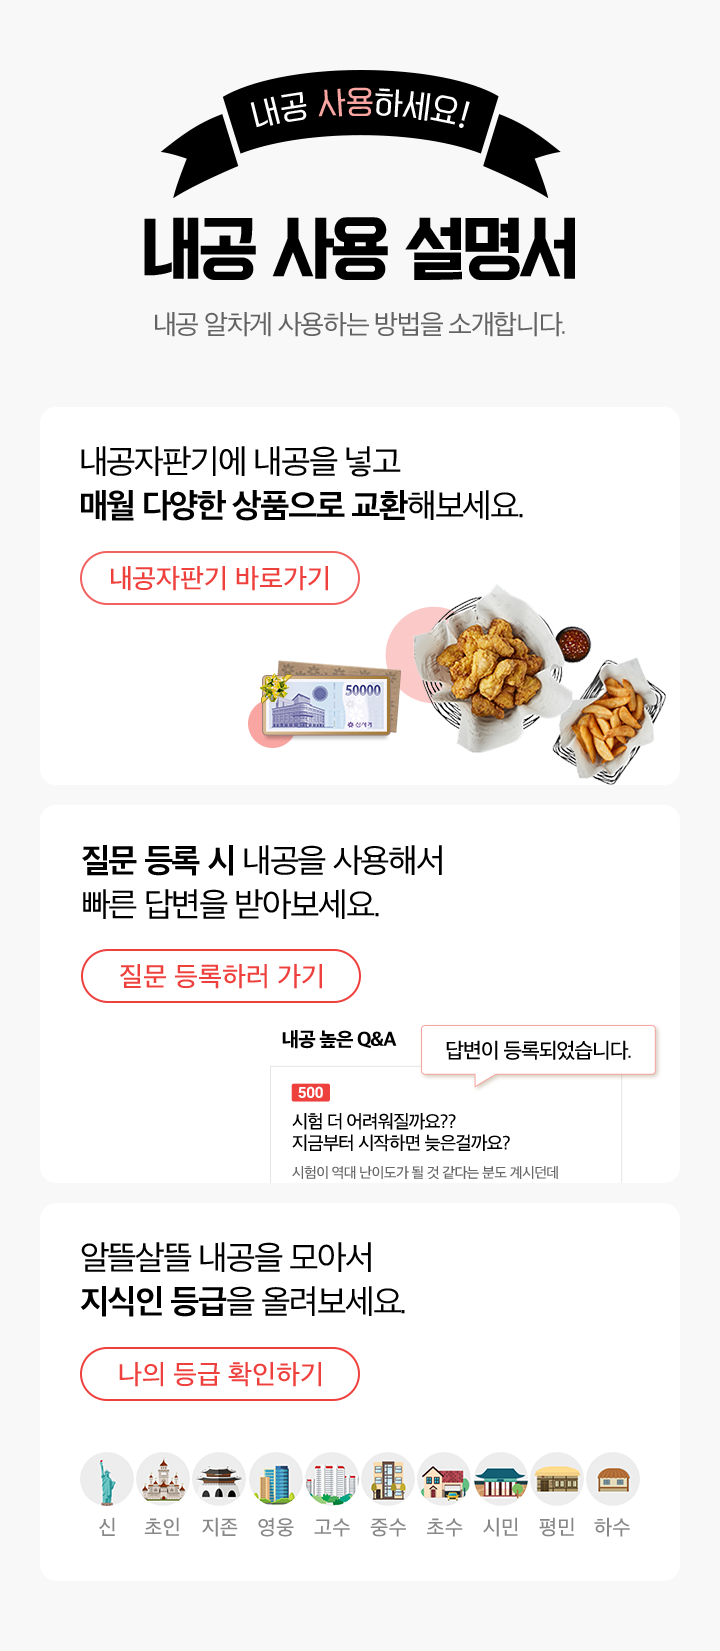 내공 사용하세요!
내공 사용 설명서
내공 알차게 사용하는 방법을 소개합니다.
내공자판기에 내공을 넣고
매월 다양한 상품으로 교환해보세요.
내공자판기 바로가기
50000
신세계
질문 등록 시 내공을 사용해서
빠른 답변을 받아보세요.
질문 등록하러 가기
내공 높은 Q&A
답변이 등록되었습니다.
500
시험 더 어려워질까요??
지금부터 시작하면 늦은걸까요?
시험이 역대 난이도가 될 것 같다는 분도 계시던데
알뜰살뜰 내공을 모아서
지식인 등급을 올려보세요.
나의 등급 확인하기
신 초인 지존 영웅 고수 중수 초수 시민 평민 하수